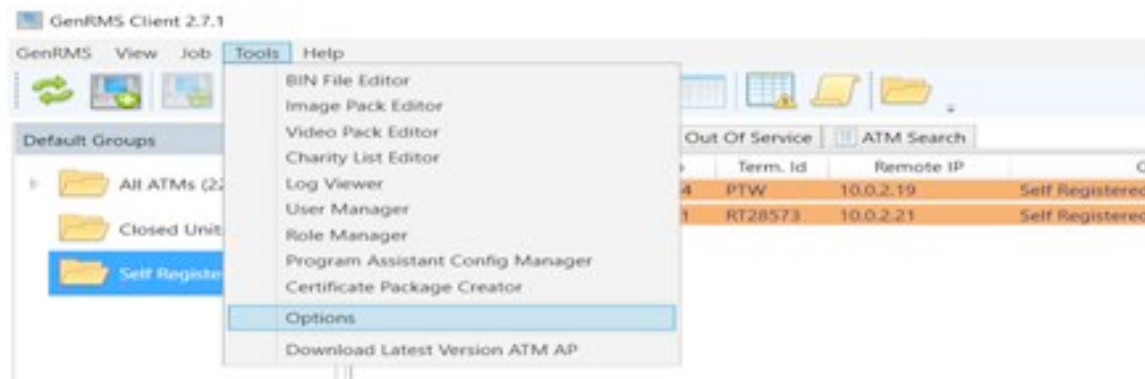 GenRMS Client 2.7.1
GenRMS View Job Tools Help
BIN File Editor
Image Pack Editor
Video Pack Editor
Charity List Editor
Log Viewer
User Manager
Role Manager
Program Assistant Config Manager
Certificate Package Creator
Options
Download Latest Version ATM AP
Default Groups
All ATMs (22
Closed Unit
Self Registe
Out Of Service ATM Search
Term. Id Remote IP
4 PTW 10.0.2.19 Self Registered
1 RT28573 10.0.2.21 Self Registered